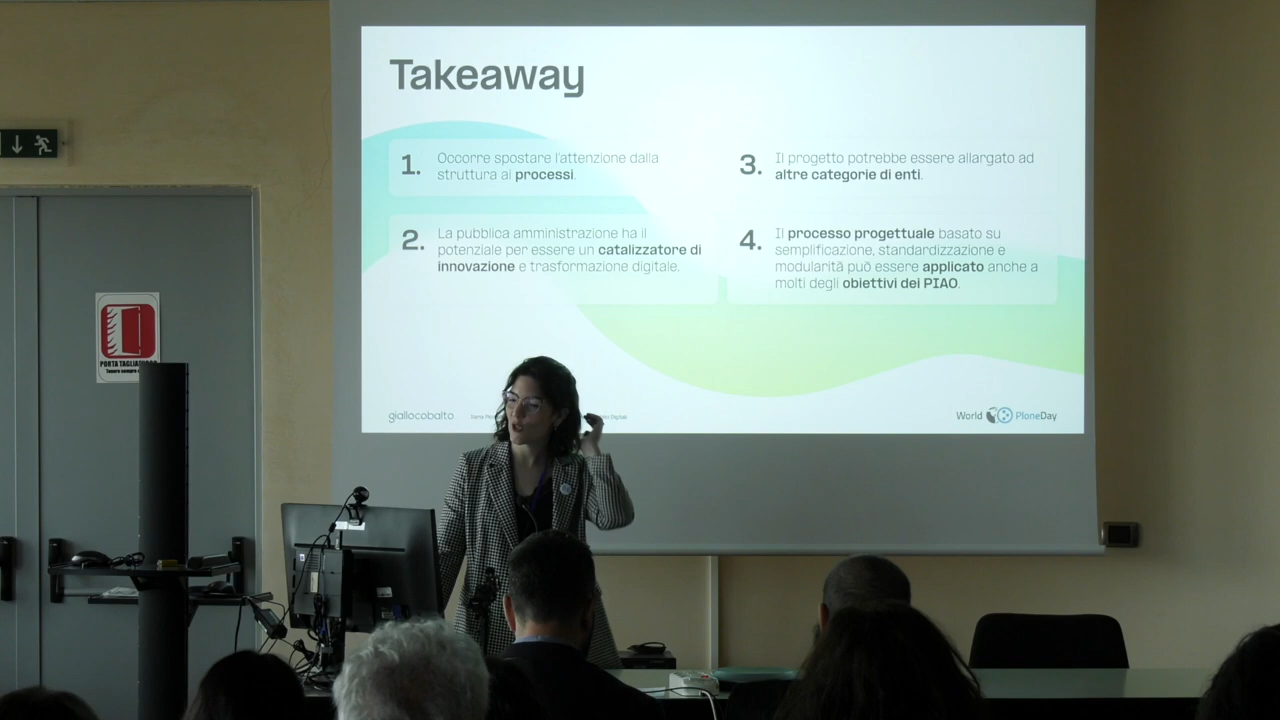 Takeaway
1. Occorre spostare l'attenzione dalla
struttura ai processi.
2. La pubblica amministrazione ha il
potenziale per essere un catalizzatore di
innovazione e trasformazione digitale.
3. Il progetto potrebbe essere allargato ad
altre categorie di enti.
4. Il processo progettuale basato su
semplificazione, standardizzazione e
modularità può essere applicato anche a
molti degli obiettivi dei PIAO.
giallocobalto
World PloneDay
PORTA TAGLIAFUOCO